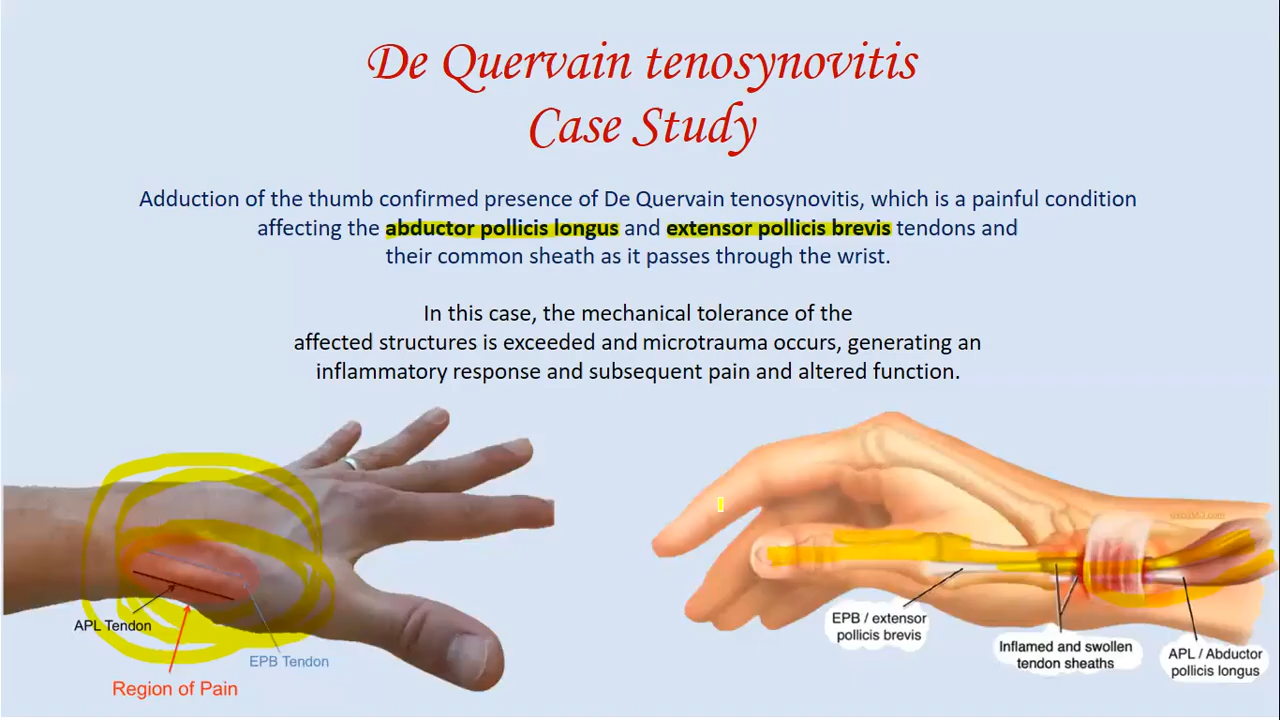 De Quervain tenosynovitis
Case Study
Adduction of the thumb confirmed presence of De Quervain tenosynovitis, which is a painful condition
affecting the abductor pollicis longus and extensor pollicis brevis tendons and
their common sheath as it passes through the wrist.
In this case, the mechanical tolerance of the
affected structures is exceeded and microtrauma occurs, generating an
inflammatory response and subsequent pain and altered function.
APL Tendon
EPB Tendon
Region of Pain
EPB / extensor
pollicis brevis
Inflamed and swollen
tendon sheaths
APL / Abductor
pollicis longus